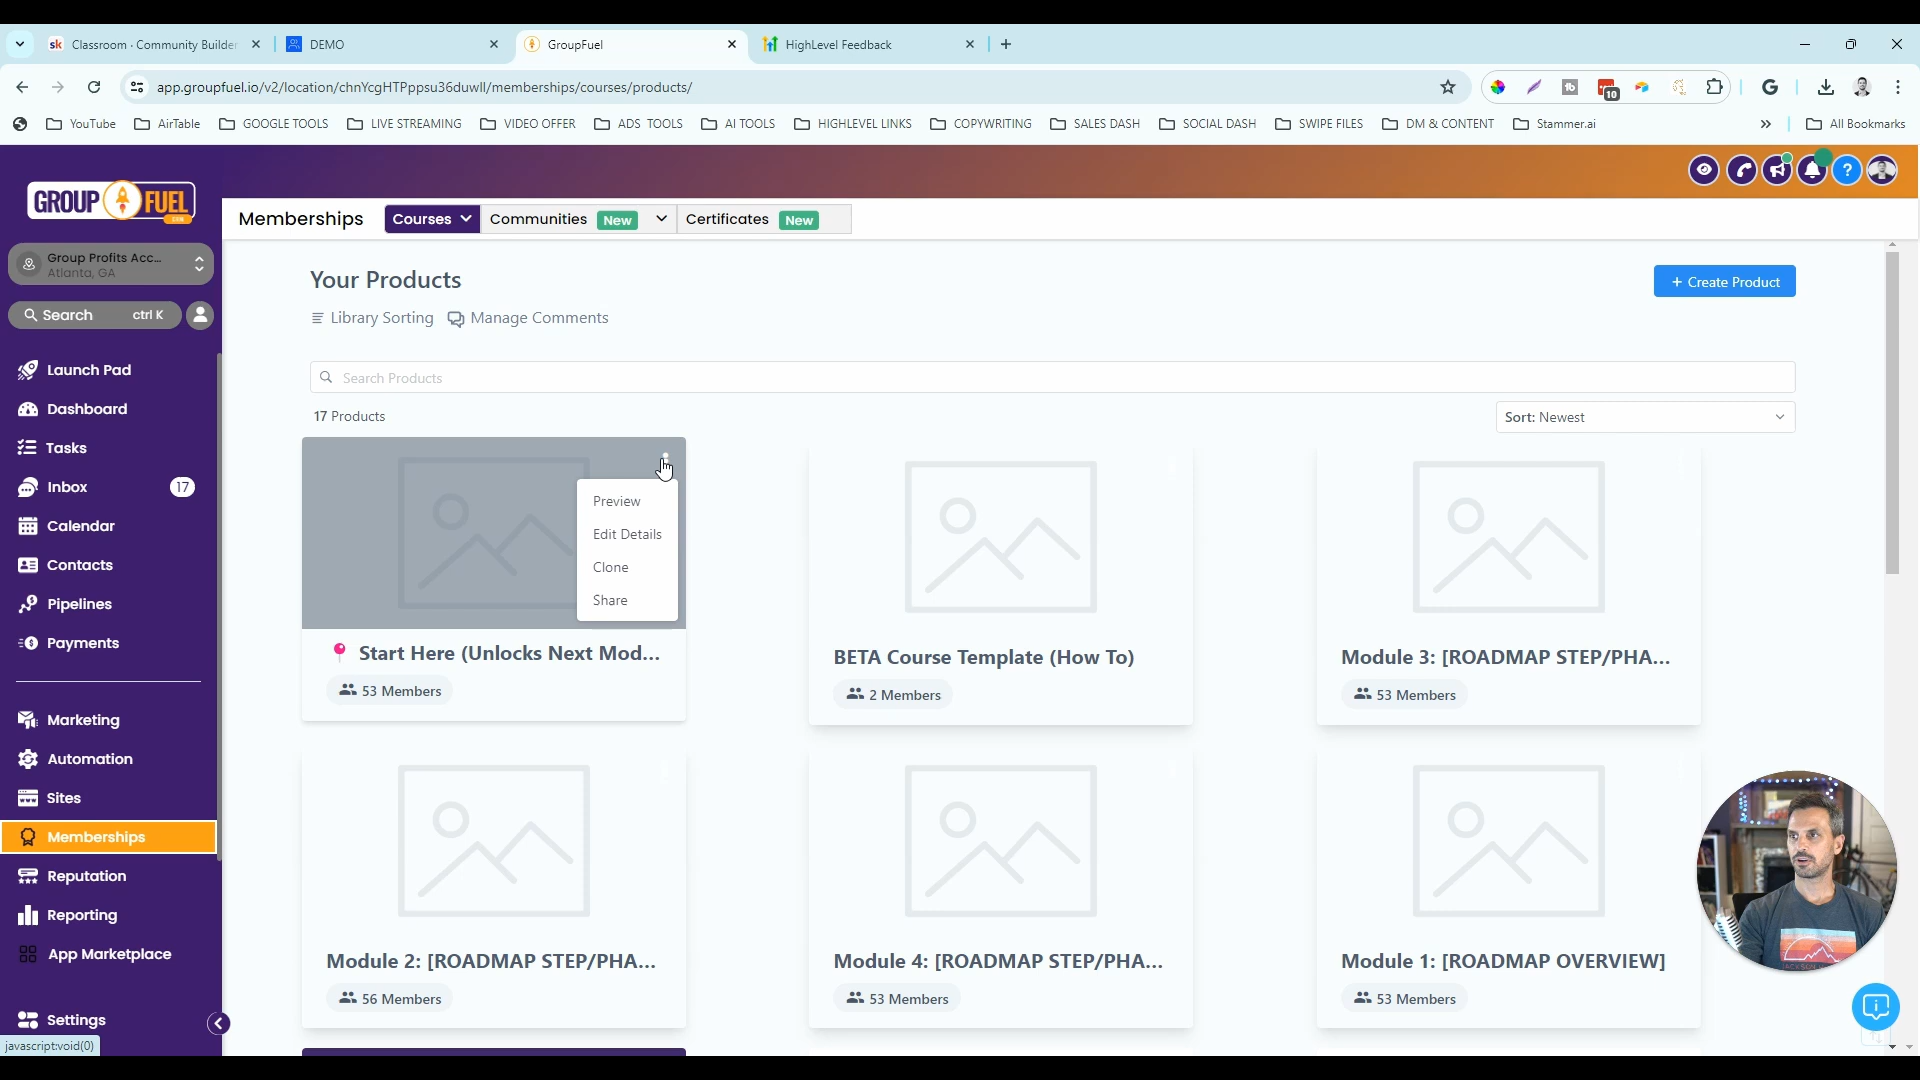 Classroom - Community Builder
DEMO
GroupFuel
HighLevel Feedback
app.groupfuel.io/v2/location/chnYcgHTPppsu36duwll/memberships/courses/products/
10
YouTube
AirTable
GOOGLE TOOLS
LIVE STREAMING
VIDEO OFFER
ADS TOOLS
AI TOOLS
HIGHLEVEL LINKS
COPYWRITING
SALES DASH
SOCIAL DASH
SWIPE FILES
DM & CONTENT
Stammer.ai
All Bookmarks
GROUP FUEL
Group Profits Acc...
Atlanta, GA
Search ctrl K
Launch Pad
Dashboard
Tasks
Inbox 17
Calendar
Contacts
Pipelines
Payments
Marketing
Automation
Sites
Memberships
Reputation
Reporting
App Marketplace
Settings
javascript:void(0)
Memberships
Courses
Communities New
Certificates New
Your Products
+ Create Product
Library Sorting
Manage Comments
Search Products
17 Products
Sort: Newest
Preview
Edit Details
Clone
Share
Start Here (Unlocks Next Mod...
53 Members
BETA Course Template (How To)
2 Members
Module 3: [ROADMAP STEP/PHA...
53 Members
Module 2: [ROADMAP STEP/PHA...
56 Members
Module 4: [ROADMAP STEP/PHA...
53 Members
Module 1: [ROADMAP OVERVIEW]
53 Members